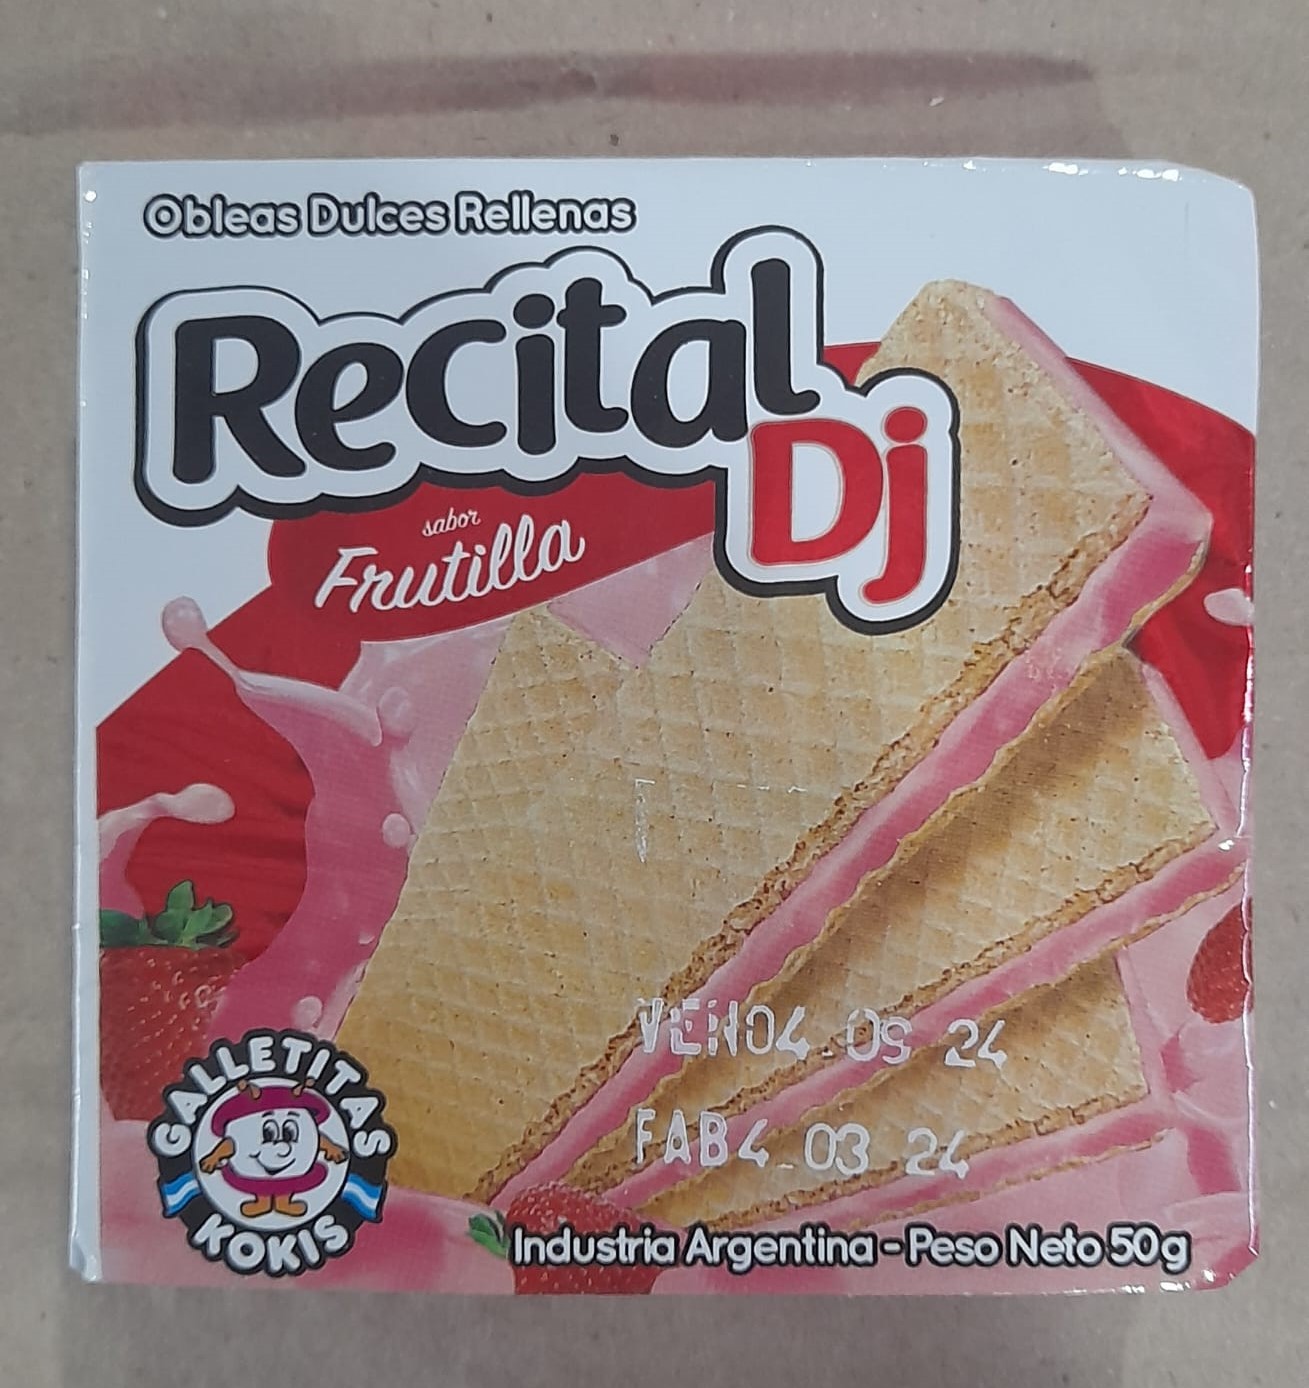 Obleas Dulces Rellenas
Recital
Dj
sabor
Frutilla
VEN04 09 24
FAB4 03 24
GALLETITAS
KOKIS
Industria Argentina - Peso Neto 50g